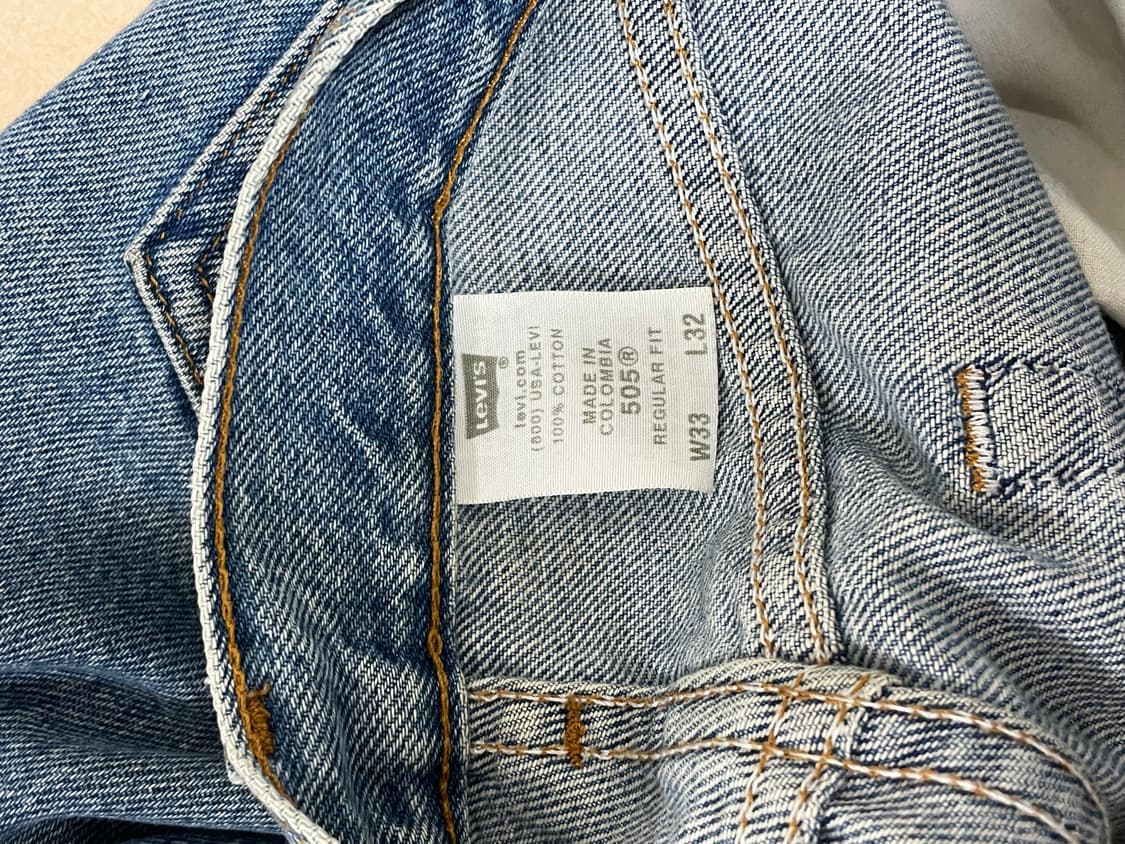 LEVI'S®
levi.com
(800) USA-LEVI
100% COTTON
MADE IN
COLOMBIA
505®
REGULAR FIT
W33 L32